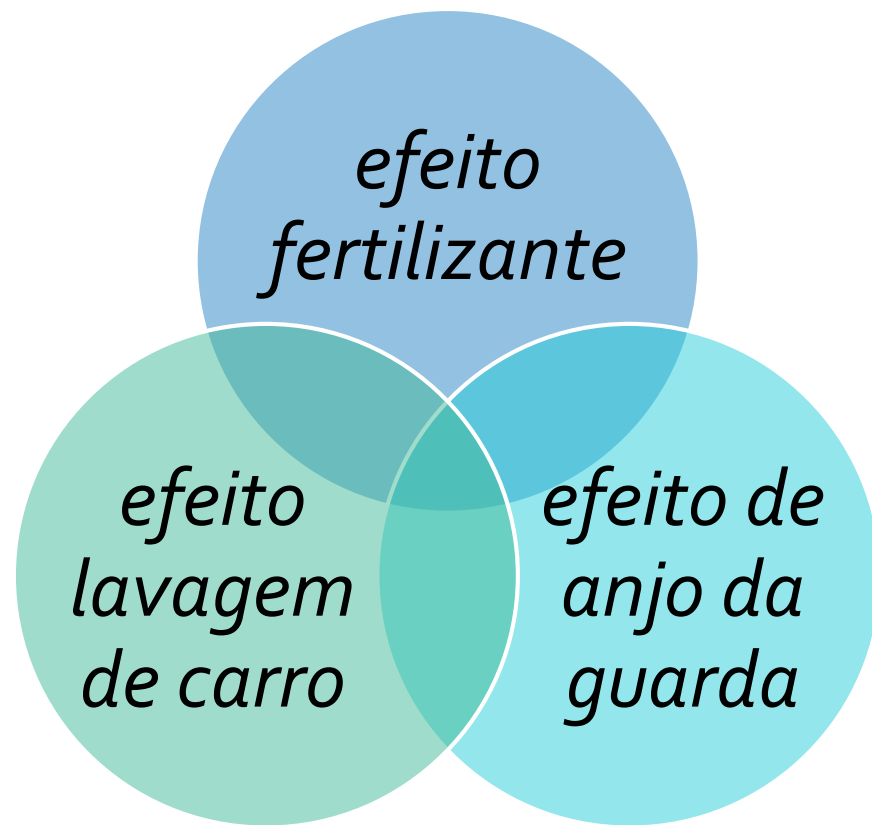 efeito
fertilizante
efeito
lavagem
de carro
efeito de
anjo da
guarda